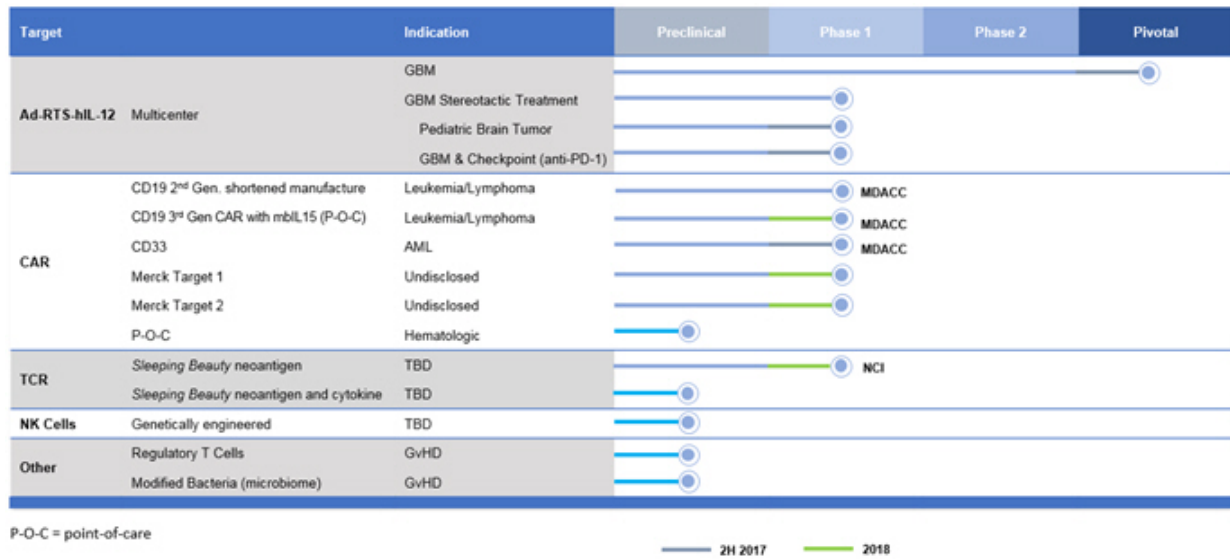 Target Indication Preclinical Phase 1 Phase 2 Pivotal
GBM
GBM Stereotactic Treatment
Ad-RTS-hIL-12 Multicenter
Pediatric Brain Tumor
GBM & Checkpoint (anti-PD-1)
CD19 2nd Gen. shortened manufacture Leukemia/Lymphoma MDACC
CD19 3rd Gen CAR with mbIL15 (P-O-C) Leukemia/Lymphoma MDACC
CD33 AML MDACC
CAR
Merck Target 1 Undisclosed
Merck Target 2 Undisclosed
P-O-C Hematologic
Sleeping Beauty neoantigen TBD NCI
TCR
Sleeping Beauty neoantigen and cytokine TBD
NK Cells Genetically engineered TBD
Regulatory T Cells GvHD
Other
Modified Bacteria (microbiome) GvHD
P-O-C = point-of-care
2H 2017 2018